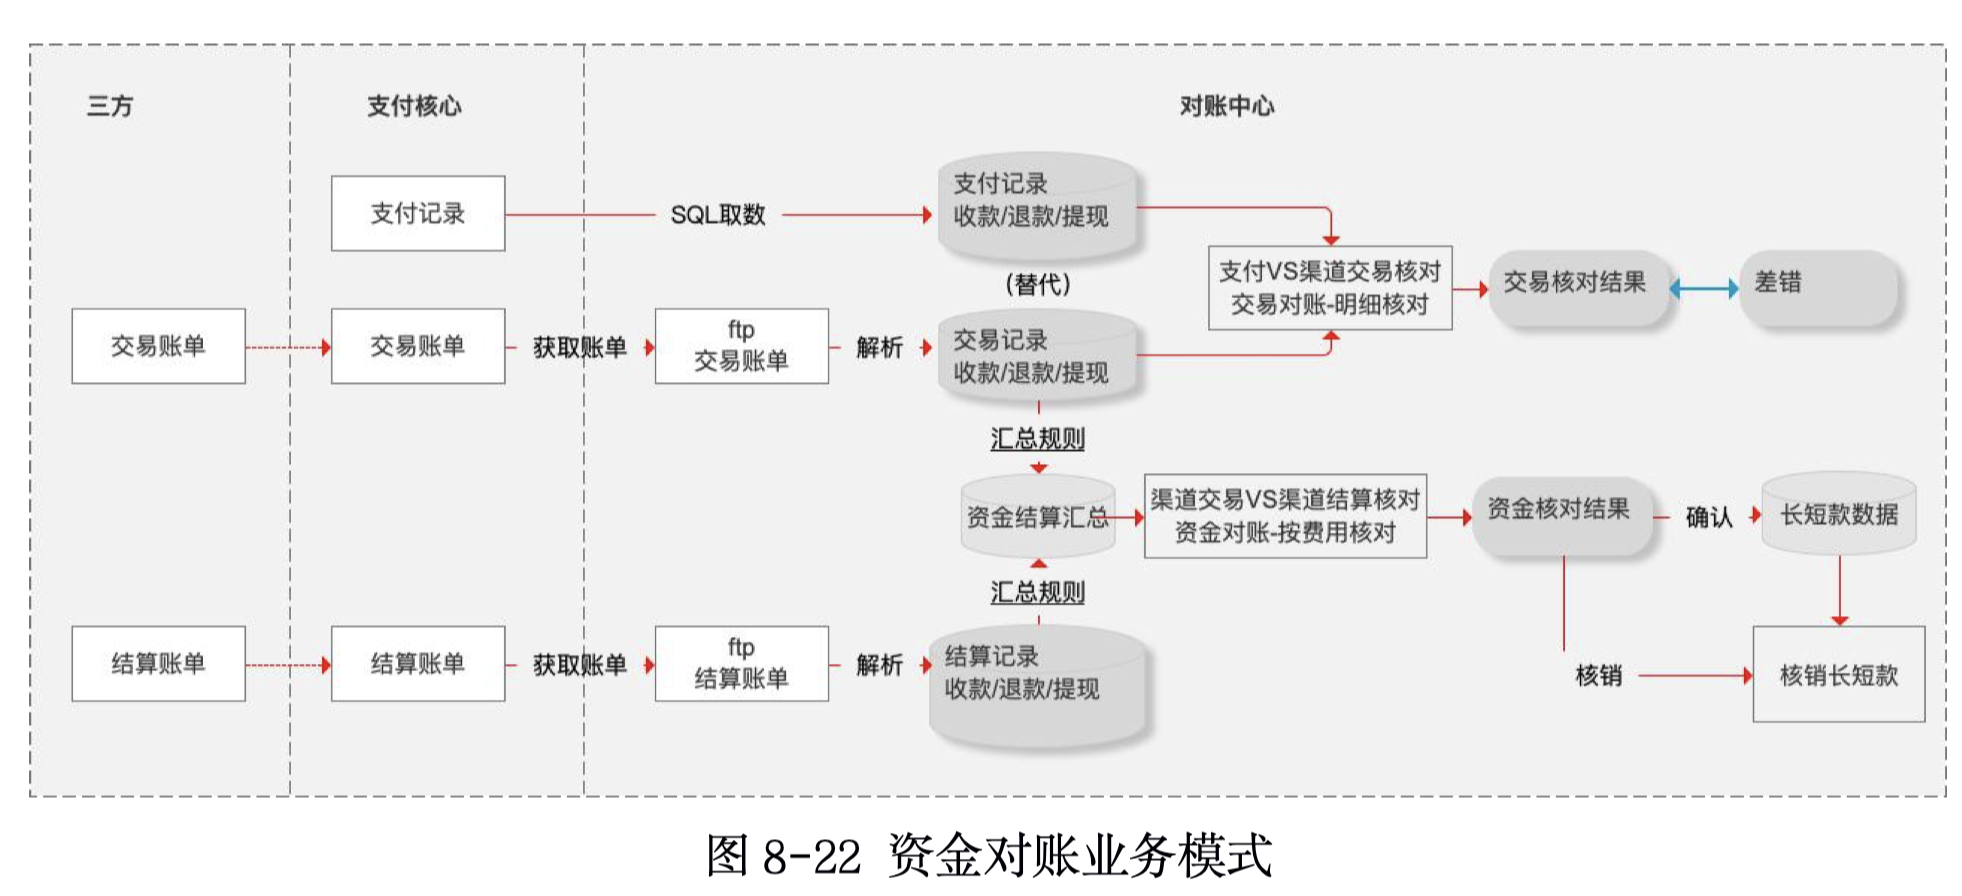 三方
支付核心
对账中心
支付记录
SQL取数
支付记录
收款/退款/提现
(替代)
支付VS渠道交易核对
交易对账-明细核对
交易核对结果
差错
交易账单
交易账单
获取账单
ftp
交易账单
解析
交易记录
收款/退款/提现
汇总规则
资金结算汇总
渠道交易VS渠道结算核对
资金对账-按费用核对
资金核对结果
确认
长短款数据
汇总规则
结算账单
结算账单
获取账单
ftp
结算账单
解析
结算记录
收款/退款/提现
核销
核销长短款
图 8-22 资金对账业务模式